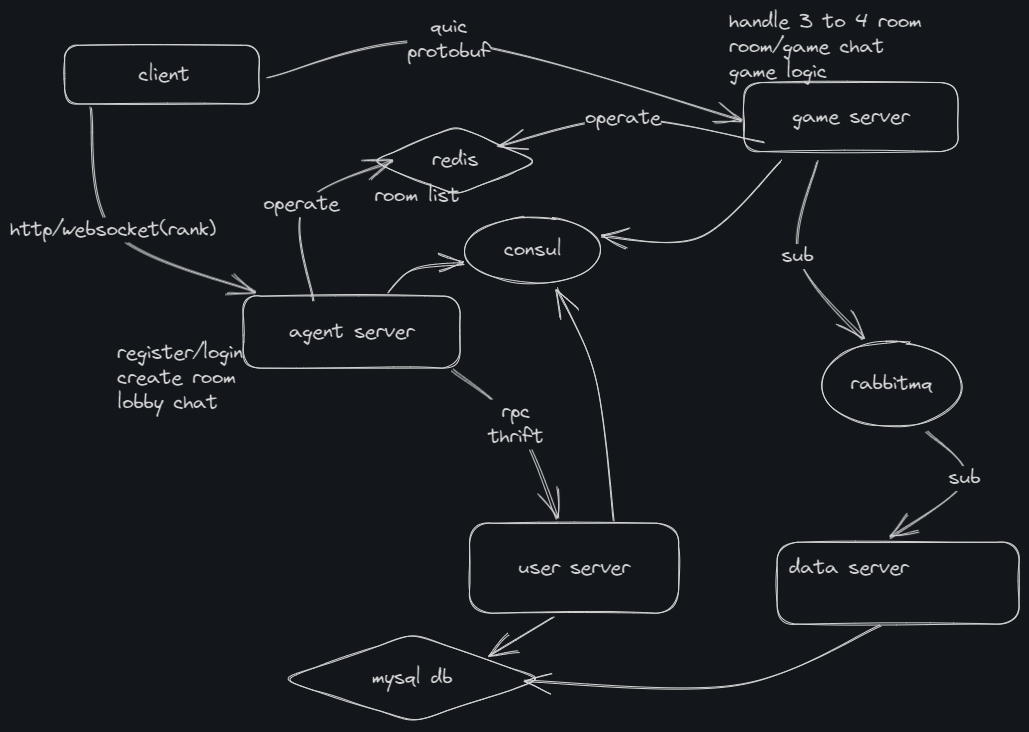 quic
protobuf
handle 3 to 4 room
room/game chat
game logic
client
game server
operate
redis
room list
operate
http/websocket(rank)
consul
sub
agent server
register/login
create room
lobby chat
rabbitmq
rpc
thrift
sub
user server
data server
mysql db